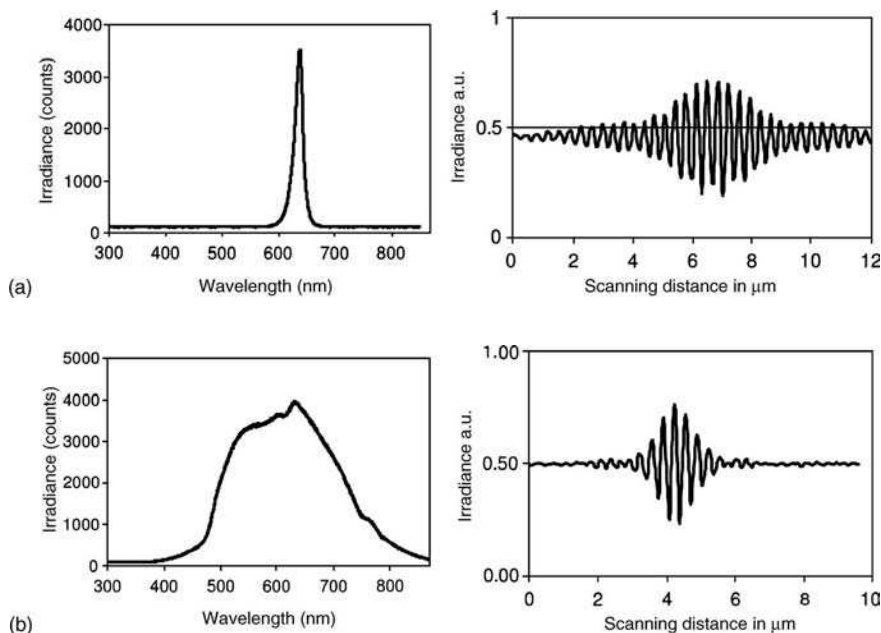 4000
3000
2000
1000
0
Irradiance (counts)
300 400 500 600 700 800
Wavelength (nm)
1
0.5
0
Irradiance a.u.
0 2 4 6 8 10 12
Scanning distance in μm
(a)
5000
4000
3000
2000
1000
0
Irradiance (counts)
300 400 500 600 700 800
Wavelength (nm)
1.00
0.50
0.00
Irradiance a.u.
0 2 4 6 8 10
Scanning distance in μm
(b)